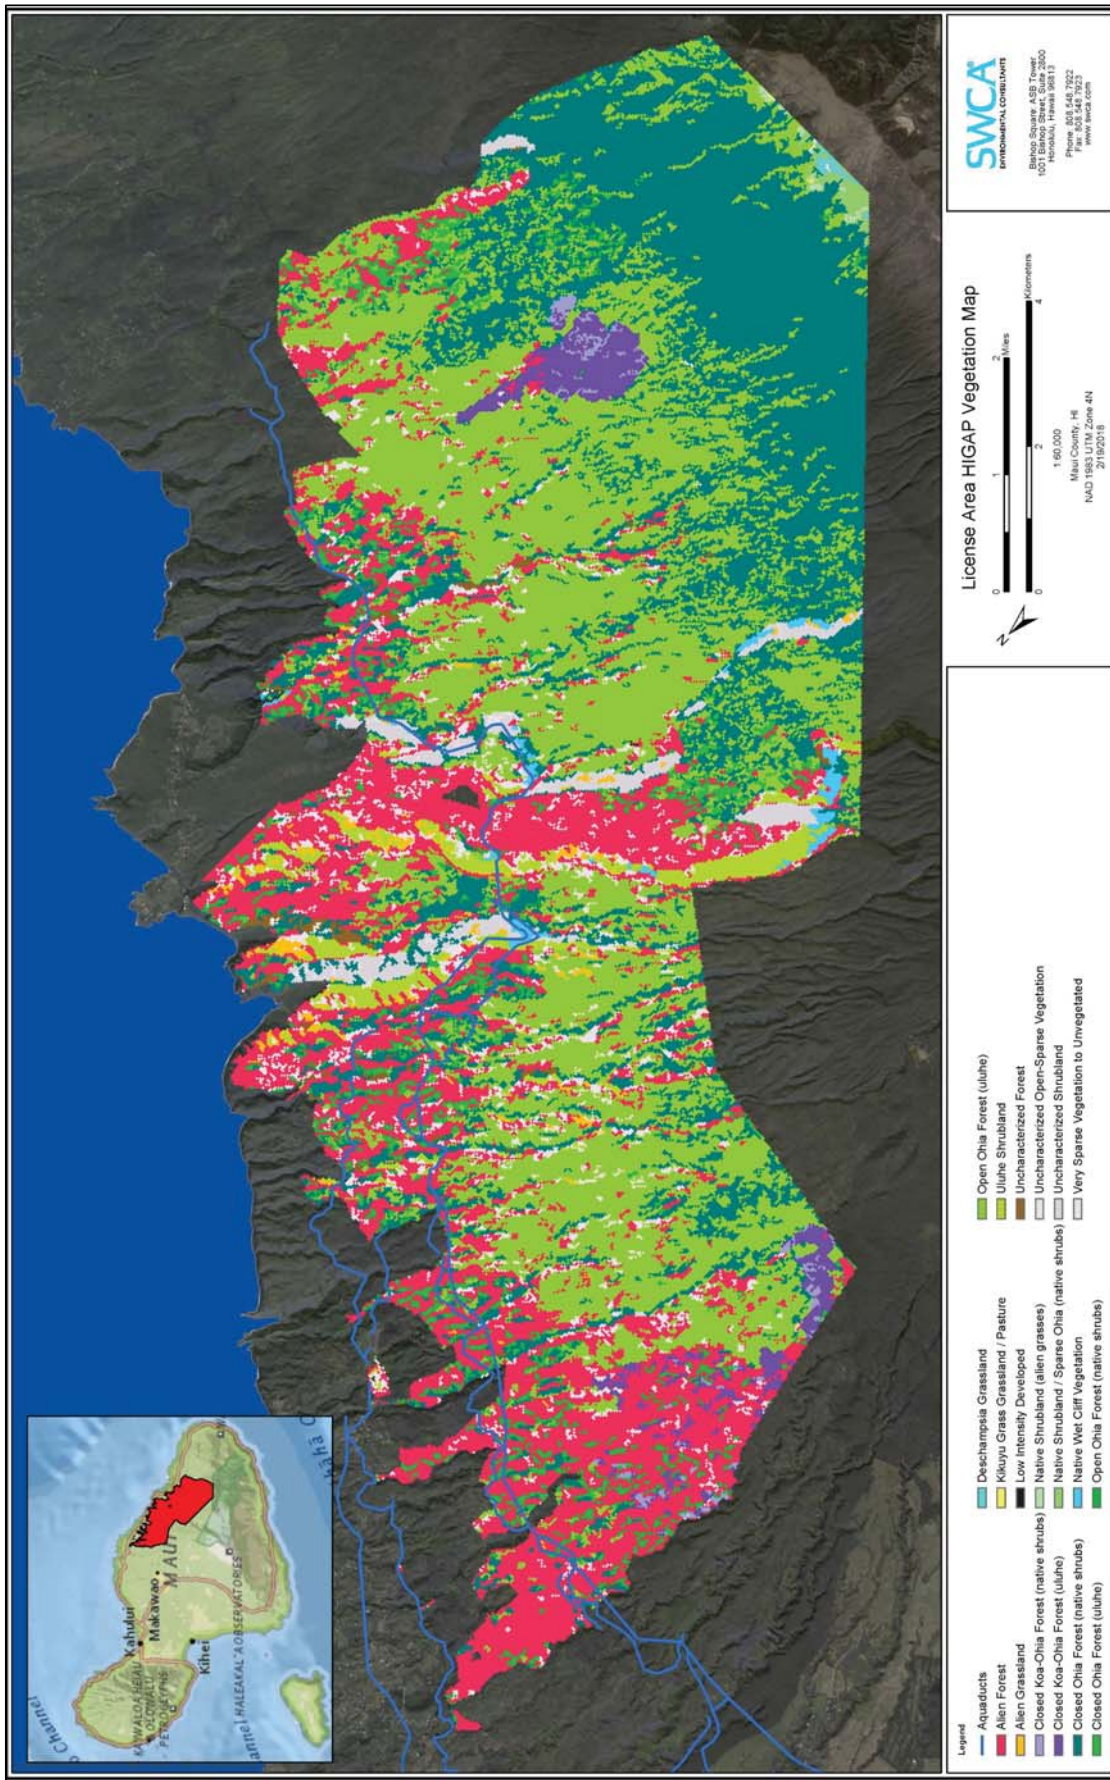 Channel
Kahului
Makawao
MAUI
Kihei
OLOWALU
PETROGLYPHS
HALEAKALA OBSERVATORIES
annel
Legend
Aquaducts
Alien Forest
Alien Grassland
Closed Koa-Ohia Forest (native shrubs)
Closed Koa-Ohia Forest (uluhe)
Closed Ohia Forest (native shrubs)
Closed Ohia Forest (uluhe)
Deschampsia Grassland
Kikuyu Grass Grassland / Pasture
Low Intensity Developed
Native Shrubland (alien grasses)
Native Shrubland / Sparse Ohia (native shrubs)
Native Wet Cliff Vegetation
Open Ohia Forest (native shrubs)
Open Ohia Forest (uluhe)
Uluhe Shrubland
Uncharacterized Forest
Uncharacterized Open-Sparse Vegetation
Uncharacterized Shrubland
Very Sparse Vegetation to Unvegetated
License Area HIGAP Vegetation Map
N
0 1 2
Miles
Kilometers
0 2 4
1:60,000
Maui County, HI
NAD 1983 UTM Zone 4N
2/19/2018
SWCA
ENVIRONMENTAL CONSULTANTS
Bishop Square: ASB Tower
1001 Bishop Street, Suite 2800
Honolulu, Hawaii 96813
Phone: 808.548.7922
Fax: 808.548.7923
www.swca.com